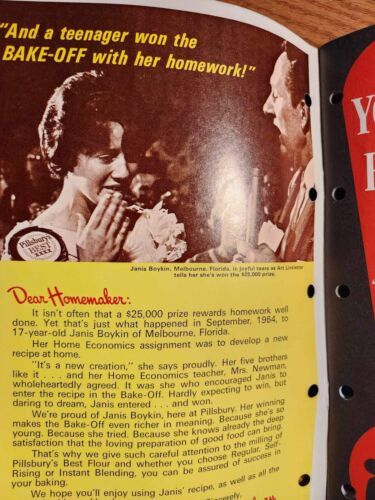 "And a teenager won the
BAKE-OFF with her homework!"
Pillsbury's
BEST
XXXX
Janis Boykin, Melbourne, Florida, in joyful tears as Art Linkletter
tells her she's won the $25,000 prize.
Dear Homemaker:
It isn't often that a $25,000 prize rewards homework well
done. Yet that's just what happened in September, 1964, to
17-year-old Janis Boykin of Melbourne, Florida.
Her Home Economics assignment was to develop a new
recipe at home.
"It's a new creation," she says proudly. Her five brothers
like it . . . and her Home Economics teacher, Mrs. Newman,
wholeheartedly agreed. It was she who encouraged Janis to
enter the recipe in the Bake-Off. Hardly expecting to win, but
daring to dream, Janis entered . . . and won.
We're proud of Janis Boykin, here at Pillsbury. Her winning
makes the Bake-Off even richer in meaning. Because she's so
young. Because she tried. Because she knows already the deep
satisfaction that the loving preparation of good food can bring.
That's why we give such careful attention to the milling of
Pillsbury's Best Flour and whether you choose Regular, Self-
Rising or Instant Blending, you can be assured of success in
your baking.
We hope you'll enjoy using Janis' recipe, as well as all the
Sincerely,